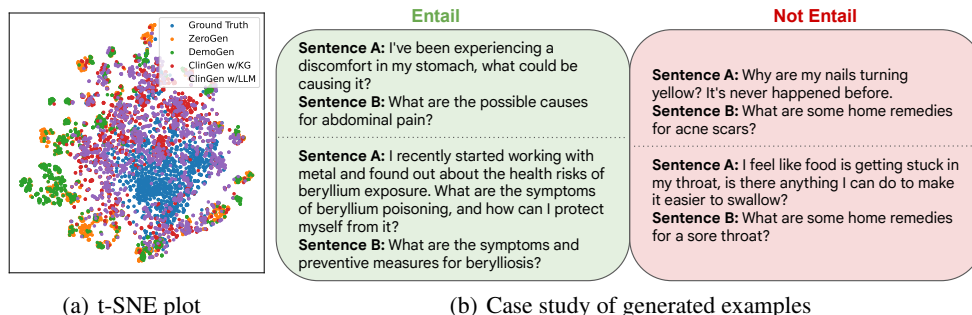 Ground Truth
ZeroGen
DemoGen
ClinGen w/KG
ClinGen w/LLM
(a) t-SNE plot
Entail
Sentence A: I've been experiencing a
discomfort in my stomach, what could be
causing it?
Sentence B: What are the possible causes
for abdominal pain?
Sentence A: I recently started working with
metal and found out about the health risks of
beryllium exposure. What are the symptoms
of beryllium poisoning, and how can I protect
myself from it?
Sentence B: What are the symptoms and
preventive measures for berylliosis?
Not Entail
Sentence A: Why are my nails turning
yellow? It's never happened before.
Sentence B: What are some home remedies
for acne scars?
Sentence A: I feel like food is getting stuck in
my throat, is there anything I can do to make
it easier to swallow?
Sentence B: What are some home remedies
for a sore throat?
(b) Case study of generated examples